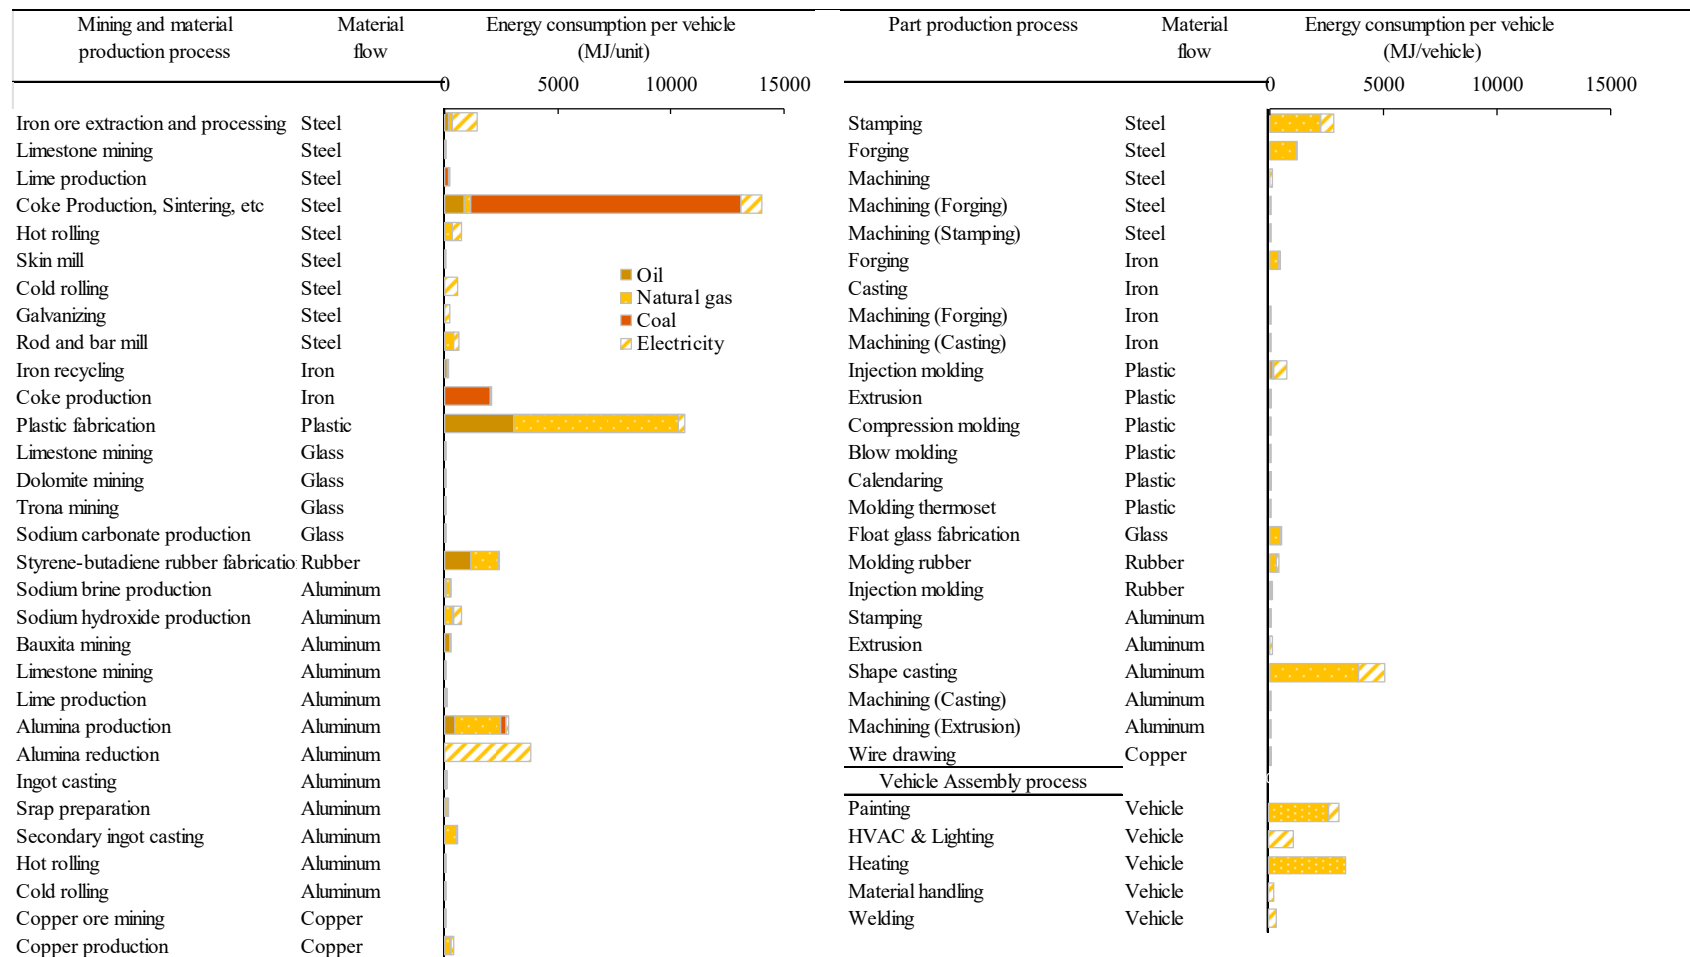 Mining and material production process Material flow Energy consumption per vehicle (MJ/unit)
0 5000 10000 15000
Iron ore extraction and processing Steel
Limestone mining Steel
Lime production Steel
Coke Production, Sintering, etc Steel
Hot rolling Steel
Skin mill Steel
Cold rolling Steel
Galvanizing Steel
Rod and bar mill Steel
Iron recycling Iron
Coke production Iron
Plastic fabrication Plastic
Limestone mining Glass
Dolomite mining Glass
Trona mining Glass
Sodium carbonate production Glass
Styrene-butadiene rubber fabricatio Rubber
Sodium brine production Aluminum
Sodium hydroxide production Aluminum
Bauxita mining Aluminum
Limestone mining Aluminum
Lime production Aluminum
Alumina production Aluminum
Alumina reduction Aluminum
Ingot casting Aluminum
Srap preparation Aluminum
Secondary ingot casting Aluminum
Hot rolling Aluminum
Cold rolling Aluminum
Copper ore mining Copper
Copper production Copper
Oil
Natural gas
Coal
Electricity
Part production process Material flow Energy consumption per vehicle (MJ/vehicle)
0 5000 10000 15000
Stamping Steel
Forging Steel
Machining Steel
Machining (Forging) Steel
Machining (Stamping) Steel
Forging Iron
Casting Iron
Machining (Forging) Iron
Machining (Casting) Iron
Injection molding Plastic
Extrusion Plastic
Compression molding Plastic
Blow molding Plastic
Calendaring Plastic
Molding thermoset Plastic
Float glass fabrication Glass
Molding rubber Rubber
Injection molding Rubber
Stamping Aluminum
Extrusion Aluminum
Shape casting Aluminum
Machining (Casting) Aluminum
Machining (Extrusion) Aluminum
Wire drawing Copper
Vehicle Assembly process
Painting Vehicle
HVAC & Lighting Vehicle
Heating Vehicle
Material handling Vehicle
Welding Vehicle